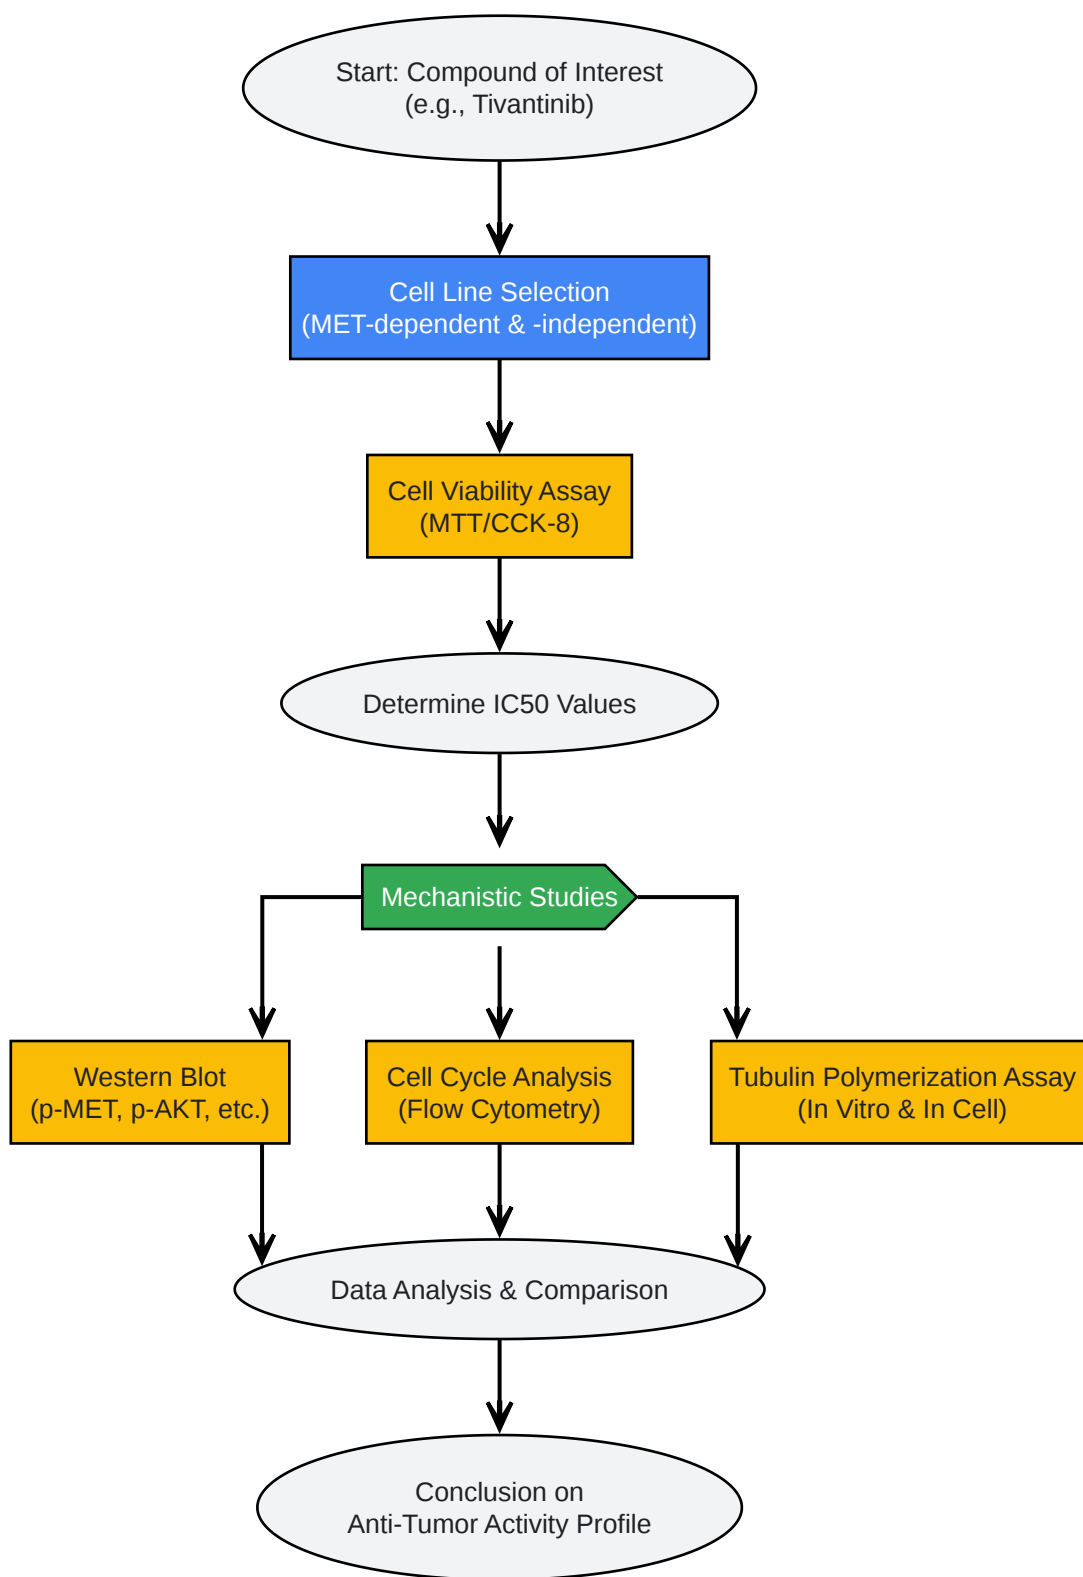 Start: Compound of Interest
(e.g., Tivantinib)
Cell Line Selection
(MET-dependent & -independent)
Cell Viability Assay
(MTT/CCK-8)
Determine IC50 Values
Mechanistic Studies
Western Blot
(p-MET, p-AKT, etc.)
Cell Cycle Analysis
(Flow Cytometry)
Tubulin Polymerization Assay
(In Vitro & In Cell)
Data Analysis & Comparison
Conclusion on
Anti-Tumor Activity Profile